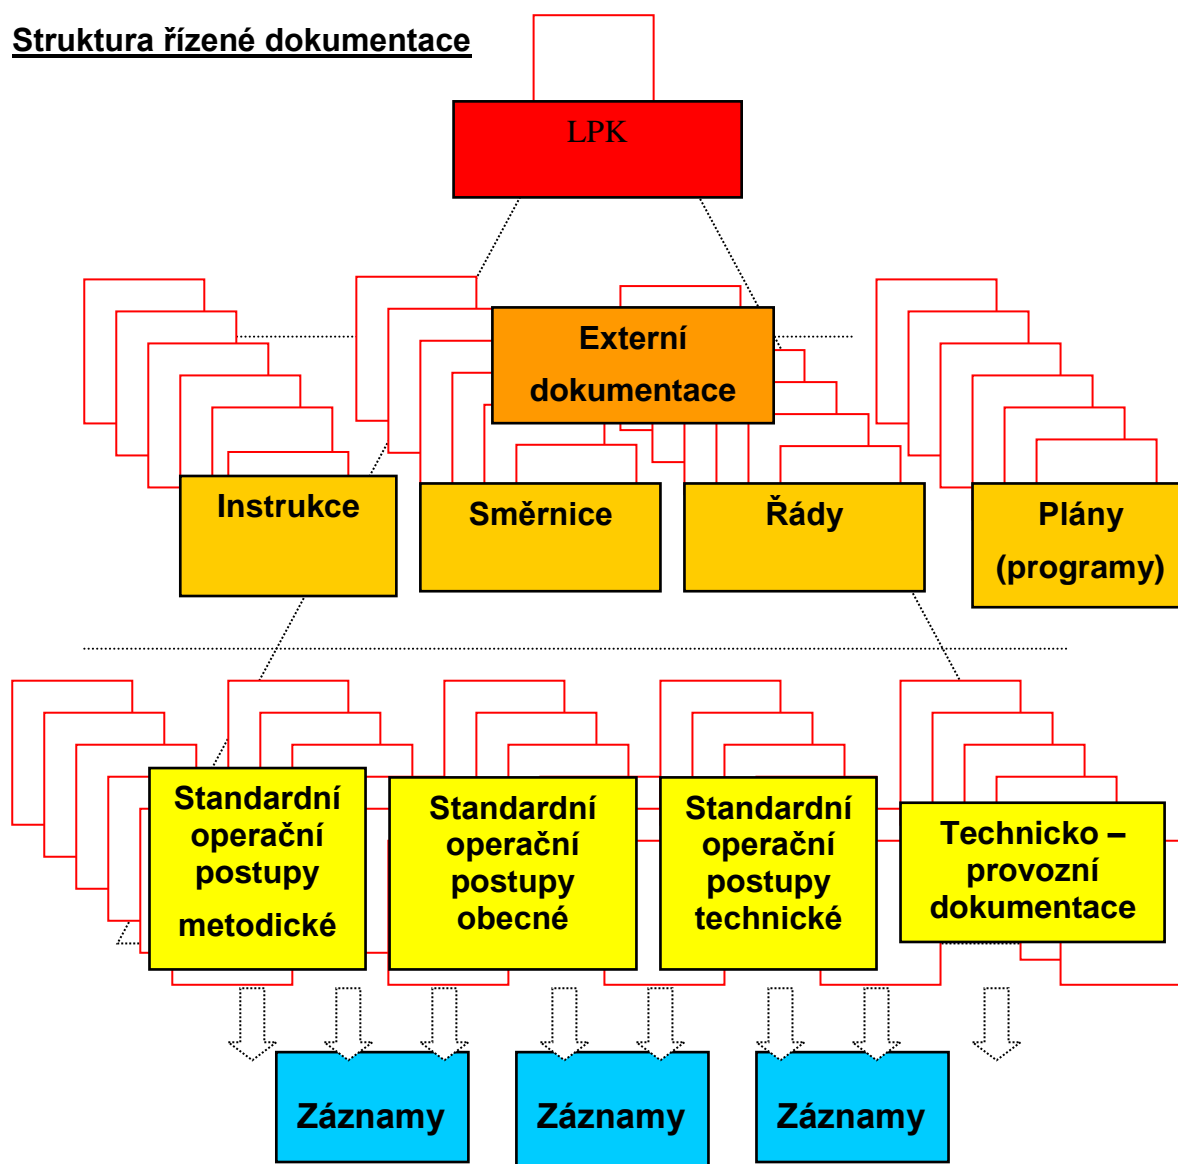 Struktura řízené dokumentace
LPK
Externí
dokumentace
Instrukce
Směrnice
Řády
Plány
(programy)
Standardní
operační
postupy
metodické
Standardní
operační
postupy
obecné
Standardní
operační
postupy
technické
Technicko –
provozní
dokumentace
Záznamy
Záznamy
Záznamy